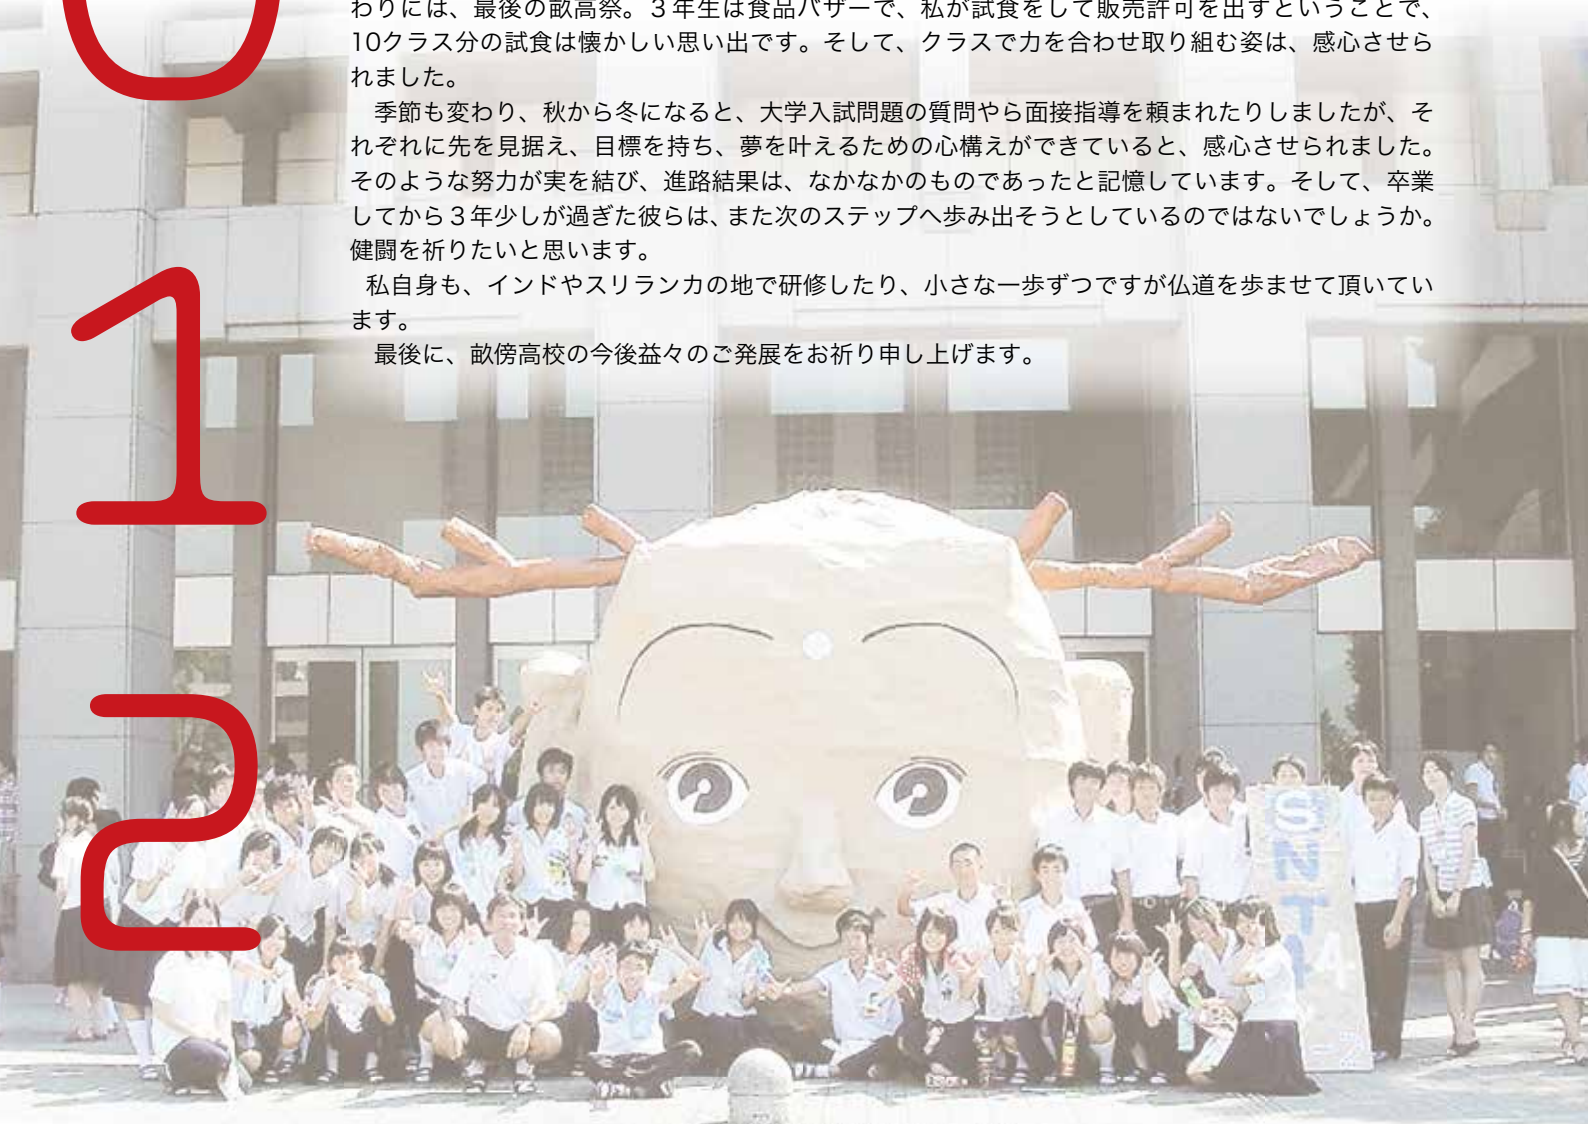 わりには、最後の畝高祭。３年生は食品バザーで、私が試食をして販売許可を出すということで、
10クラス分の試食は懐かしい思い出です。そして、クラスで力を合わせ取り組む姿は、感心させら
れました。
季節も変わり、秋から冬になると、大学入試問題の質問やら面接指導を頼まれたりしましたが、そ
れぞれに先を見据え、目標を持ち、夢を叶えるための心構えができていると、感心させられました。
そのような努力が実を結び、進路結果は、なかなかのものであったと記憶しています。そして、卒業
してから３年少しが過ぎた彼らは、また次のステップへ歩み出そうとしているのではないでしょうか。
健闘を祈りたいと思います。
私自身も、インドやスリランカの地で研修したり、小さな一歩ずつですが仏道を歩ませて頂いてい
ます。
最後に、畝傍高校の今後益々のご発展をお祈り申し上げます。
0
1
2
SNT